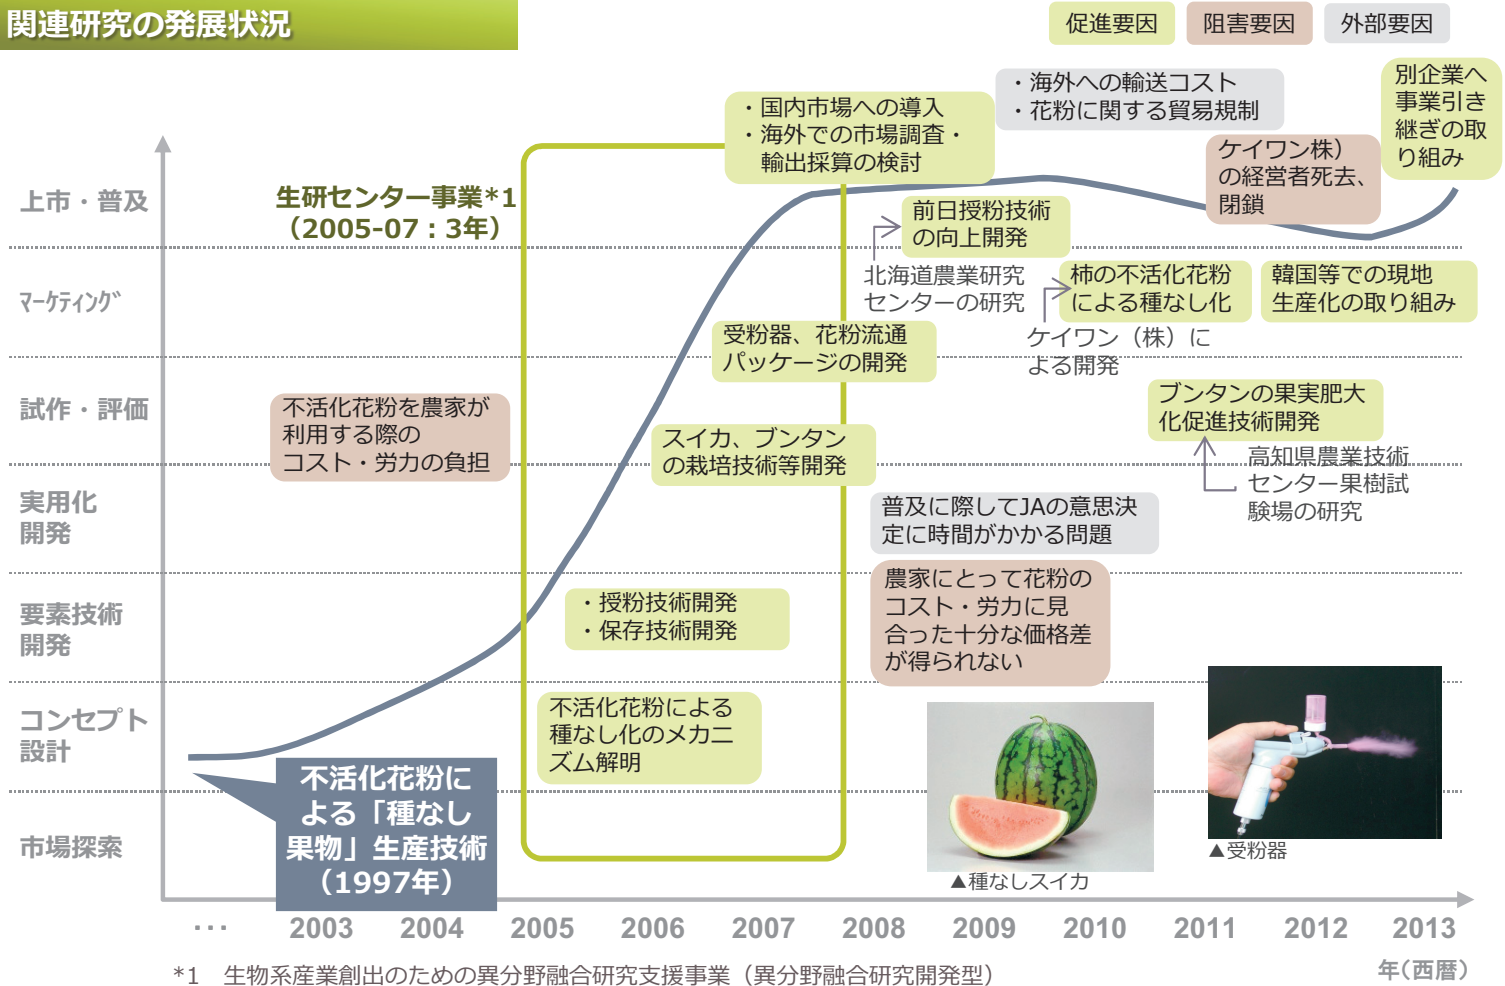 関連研究の発展状況
促進要因
阻害要因
外部要因
・海外への輸送コスト
・花粉に関する貿易規制
別企業へ
事業引き
継ぎの取
り組み
・国内市場への導入
・海外での市場調査・
輸出採算の検討
ケイワン株）
の経営者死去、
閉鎖
上市・普及
生研センター事業*1
（2005-07：3年）
前日授粉技術
の向上開発
北海道農業研究
センターの研究
柿の不活化花粉
による種なし化
韓国等での現地
生産化の取り組み
ﾏｰｹﾃｨﾝｸﾞ
受粉器、花粉流通
パッケージの開発
ケイワン（株）に
よる開発
試作・評価
不活化花粉を農家が
利用する際の
コスト・労力の負担
スイカ、ブンタン
の栽培技術等開発
ブンタンの果実肥大
化促進技術開発
高知県農業技術
センター果樹試
験場の研究
実用化
開発
普及に際してJAの意思決
定に時間がかかる問題
農家にとって花粉の
コスト・労力に見
合った十分な価格差
が得られない
要素技術
開発
・授粉技術開発
・保存技術開発
コンセプト
設計
不活化花粉による
種なし化のメカニ
ズム解明
不活化花粉に
よる「種なし
果物」生産技術
（1997年）
市場探索
▲種なしスイカ
▲受粉器
･･･
2003
2004
2005
2006
2007
2008
2009
2010
2011
2012
2013
年（西暦）
*1　生物系産業創出のための異分野融合研究支援事業（異分野融合研究開発型）